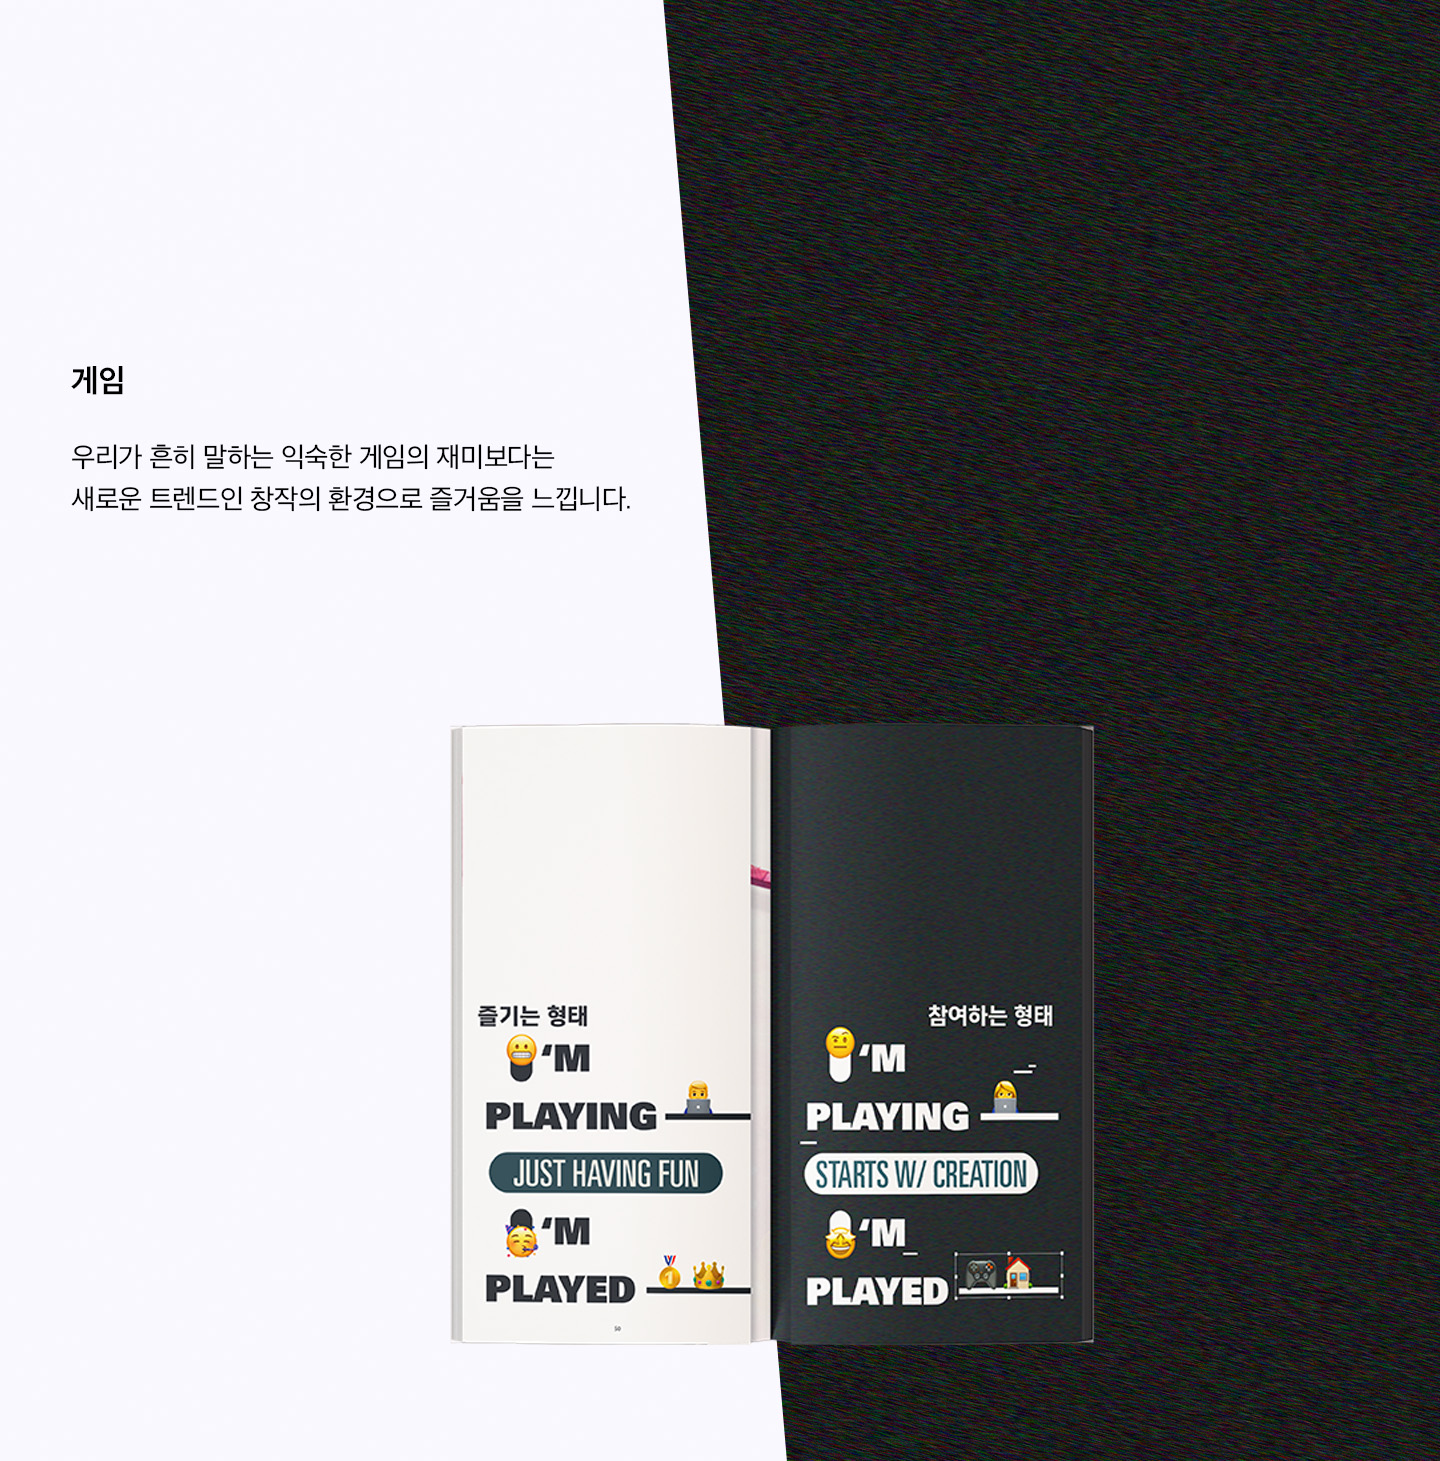 게임
우리가 흔히 말하는 익숙한 게임의 재미보다는
새로운 트렌드인 창작의 환경으로 즐거움을 느낍니다.
즐기는 형태
😬‘M
PLAYING
JUST HAVING FUN
🥳‘M
PLAYED
50
참여하는 형태
🤨‘M
PLAYING
STARTS W/ CREATION
🤩‘M_
PLAYED